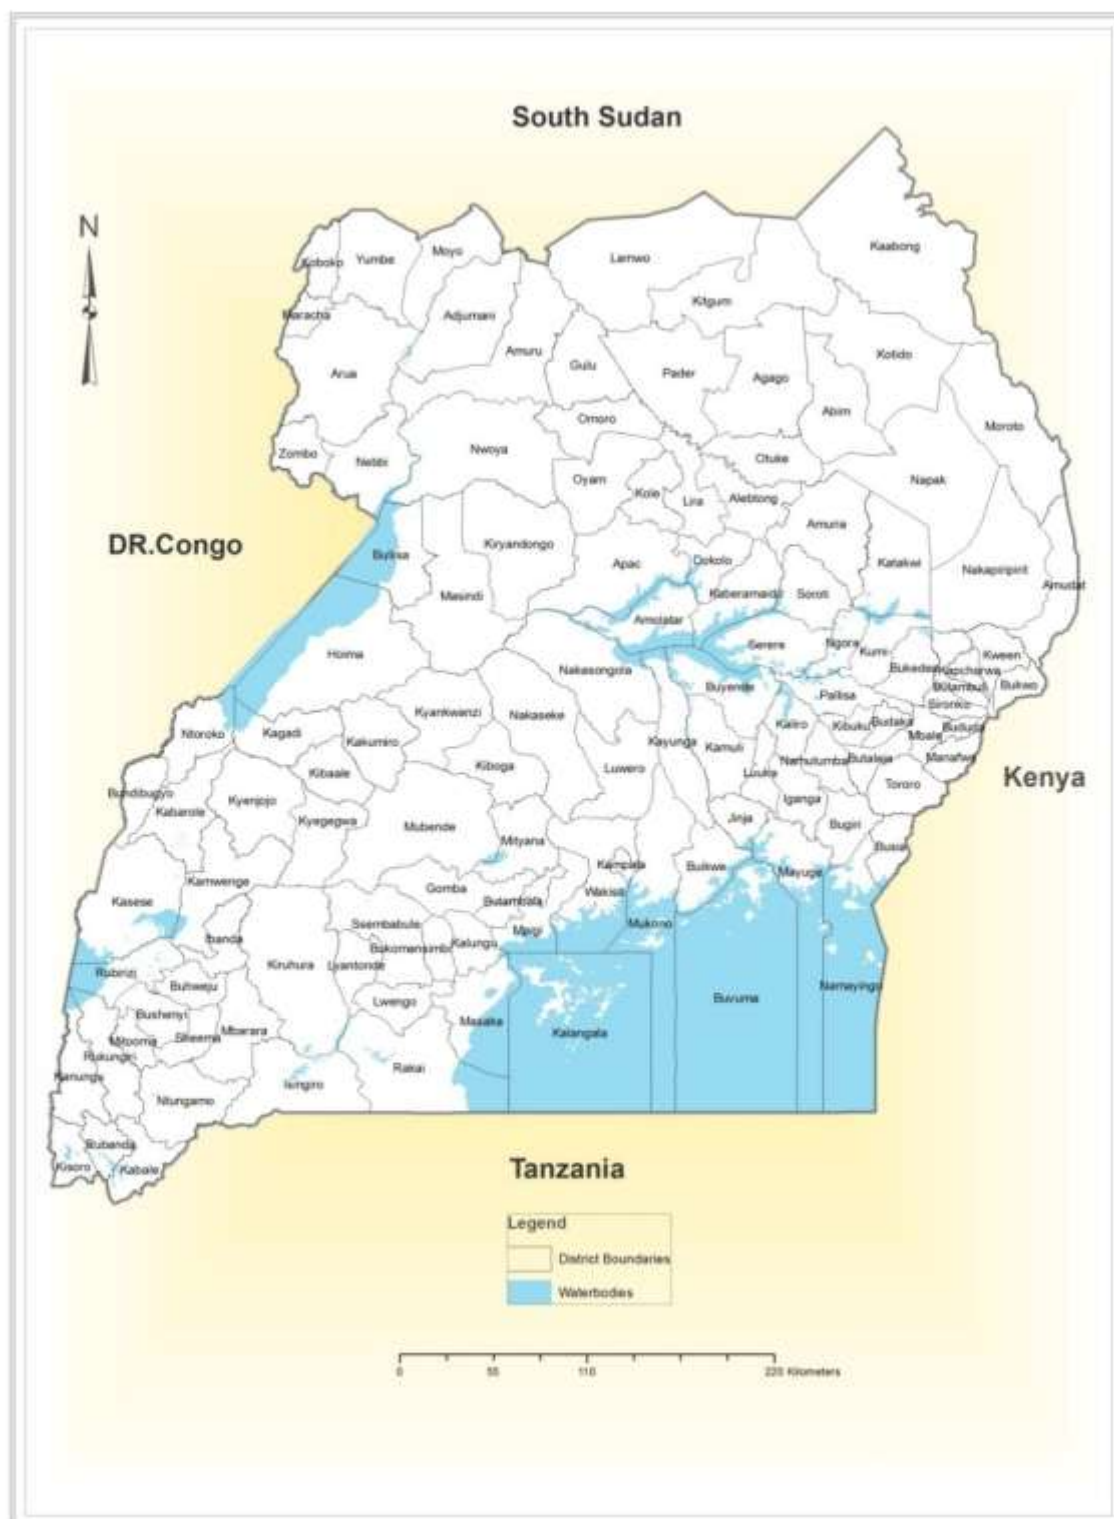 South Sudan
N
Kaabong
Koboko
Yumbe
Moyo
Lamwo
Kitgum
Maracha
Adjumani
Amuru
Gulu
Pader
Agago
Kotido
Arua
Abim
Omoro
Moroto
Zombo
Nebbi
Nwoya
Otuke
Oyam
Kole
Lira
Alebtong
Napak
Amuria
DR.Congo
Buliisa
Kiryandongo
Apac
Dokolo
Katakwi
Nakapiripirit
Amudat
Masindi
Kaberamaido
Soroti
Amolatar
Hoima
Serere
Ngora
Kumi
Kween
Nakasongola
Bukedea
Kapchorwa
Buyende
Pallisa
Bulambuli
Bukwo
Sironko
Kyankwanzi
Nakaseke
Ntoroko
Kagadi
Kakumiro
Kayunga
Kamuli
Kaliro
Kibuku
Budaka
Mbale
Bududa
Kibaale
Kiboga
Luwero
Luuka
Namutumba
Butaleja
Manafwa
Kenya
Bundibugyo
Kabarole
Kyenjojo
Kyegegwa
Iganga
Tororo
Mubende
Mityana
Jinja
Bugiri
Busia
Kampala
Buikwe
Mayuge
Kasese
Kamwenge
Gomba
Butambala
Wakiso
Mpigi
Mukono
Ssembabule
Ibanda
Bukomansimbi
Kalungu
Rubirizi
Kiruhura
Lyantonde
Buhweju
Lwengo
Masaka
Buvuma
Namayingo
Bushenyi
Mitooma
Sheema
Mbarara
Kalangala
Rukungiri
Kanungu
Rakai
Isingiro
Ntungamo
Rubanda
Kisoro
Kabale
Tanzania
Legend
District Boundaries
Waterbodies
0 55 110 220 Kilometers